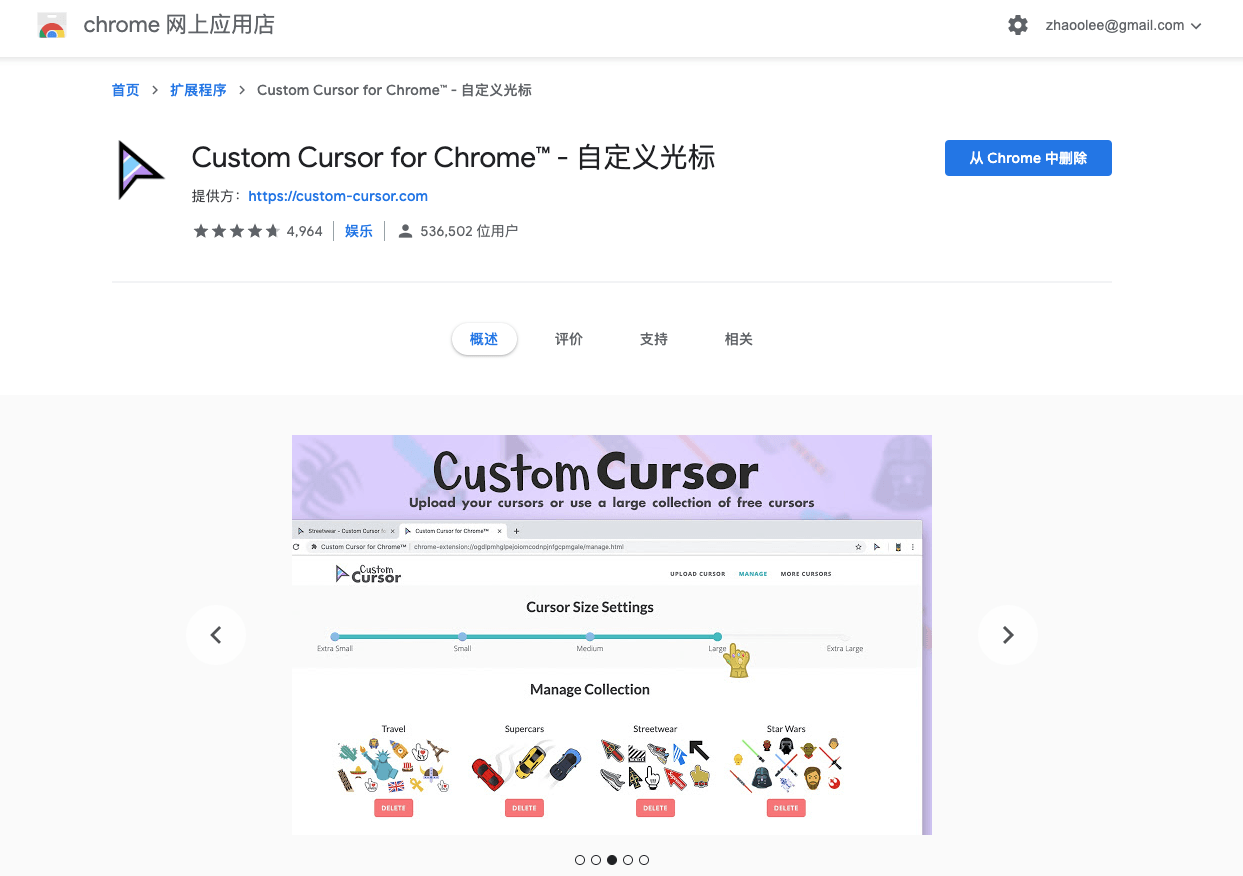 chrome 网上应用店
zhaoolee@gmail.com
首页 > 扩展程序 > Custom Cursor for Chrome™ - 自定义光标
Custom Cursor for Chrome™ - 自定义光标
从 Chrome 中删除
提供方： https://custom-cursor.com
4,964 娱乐 536,502 位用户
概述 评价 支持 相关
Custom Cursor
Upload your cursors or use a large collection of free cursors
Streetwear - Custom Cursor fo Custom Cursor for Chrome™
Custom Cursor for Chrome™ | chrome-extension://ogdlpmhglpejoiomcodnpjnfgcpmgale/manage.html
Custom Cursor
UPLOAD CURSOR MANAGE MORE CURSORS
Cursor Size Settings
Extra Small Small Medium Large Extra Large
Manage Collection
Travel Supercars Streetwear Star Wars
DELETE DELETE DELETE DELETE